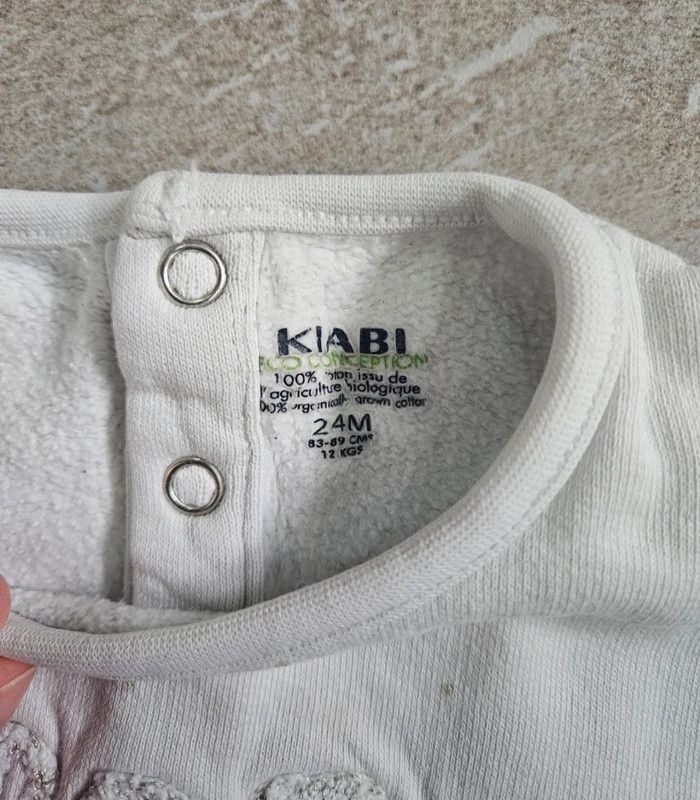 KIABI
ECO CONCEPTION
100% coton issu de
l'agriculture biologique
100% organically grown cotton
24M
83-89 CMS
12 KGS